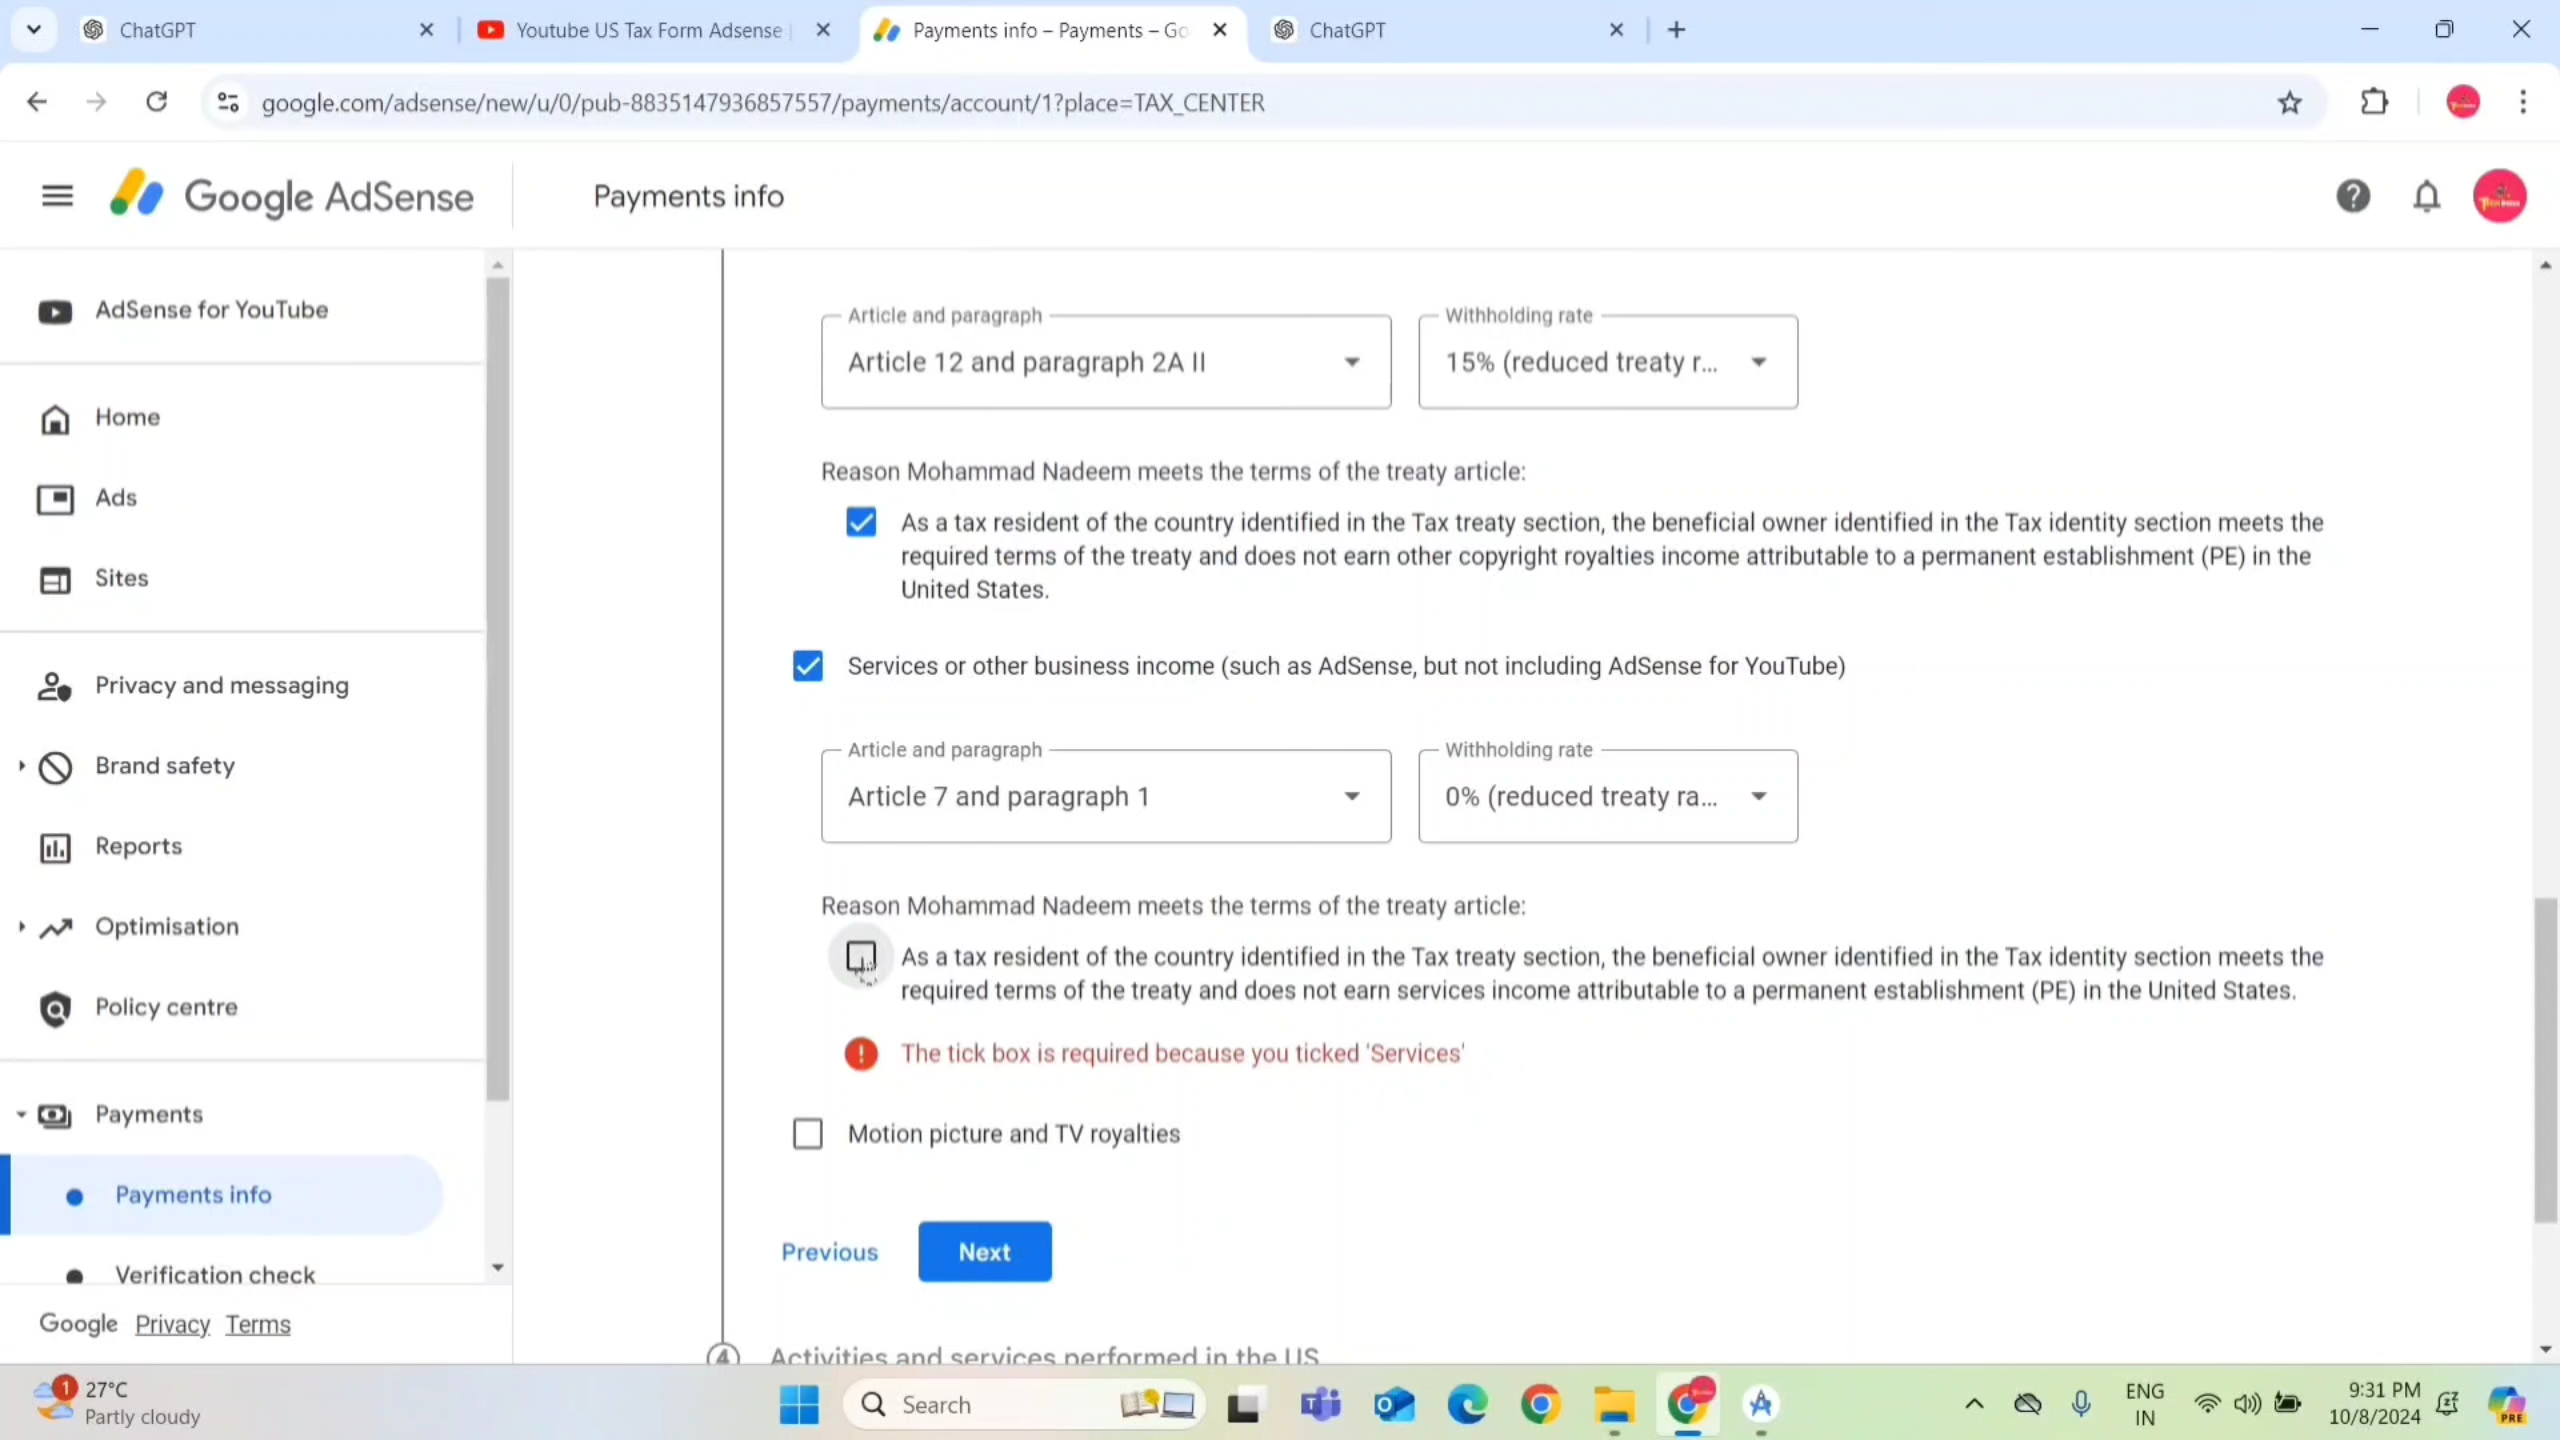 ChatGPT
Youtube US Tax Form Adsense
Payments info – Payments – Go
ChatGPT
google.com/adsense/new/u/0/pub-8835147936857557/payments/account/1?place=TAX_CENTER
Google AdSense
Payments info
AdSense for YouTube
Home
Ads
Sites
Privacy and messaging
Brand safety
Reports
Optimisation
Policy centre
Payments
Payments info
Verification check
Google Privacy Terms
Article and paragraph
Article 12 and paragraph 2A II
Withholding rate
15% (reduced treaty r...
Reason Mohammad Nadeem meets the terms of the treaty article:
As a tax resident of the country identified in the Tax treaty section, the beneficial owner identified in the Tax identity section meets the
required terms of the treaty and does not earn other copyright royalties income attributable to a permanent establishment (PE) in the
United States.
Services or other business income (such as AdSense, but not including AdSense for YouTube)
Article and paragraph
Article 7 and paragraph 1
Withholding rate
0% (reduced treaty ra...
Reason Mohammad Nadeem meets the terms of the treaty article:
As a tax resident of the country identified in the Tax treaty section, the beneficial owner identified in the Tax identity section meets the
required terms of the treaty and does not earn services income attributable to a permanent establishment (PE) in the United States.
The tick box is required because you ticked 'Services'
Motion picture and TV royalties
Previous
Next
4 Activities and services performed in the US
1
27°C
Partly cloudy
Search
ENG
IN
9:31 PM
10/8/2024
PRE